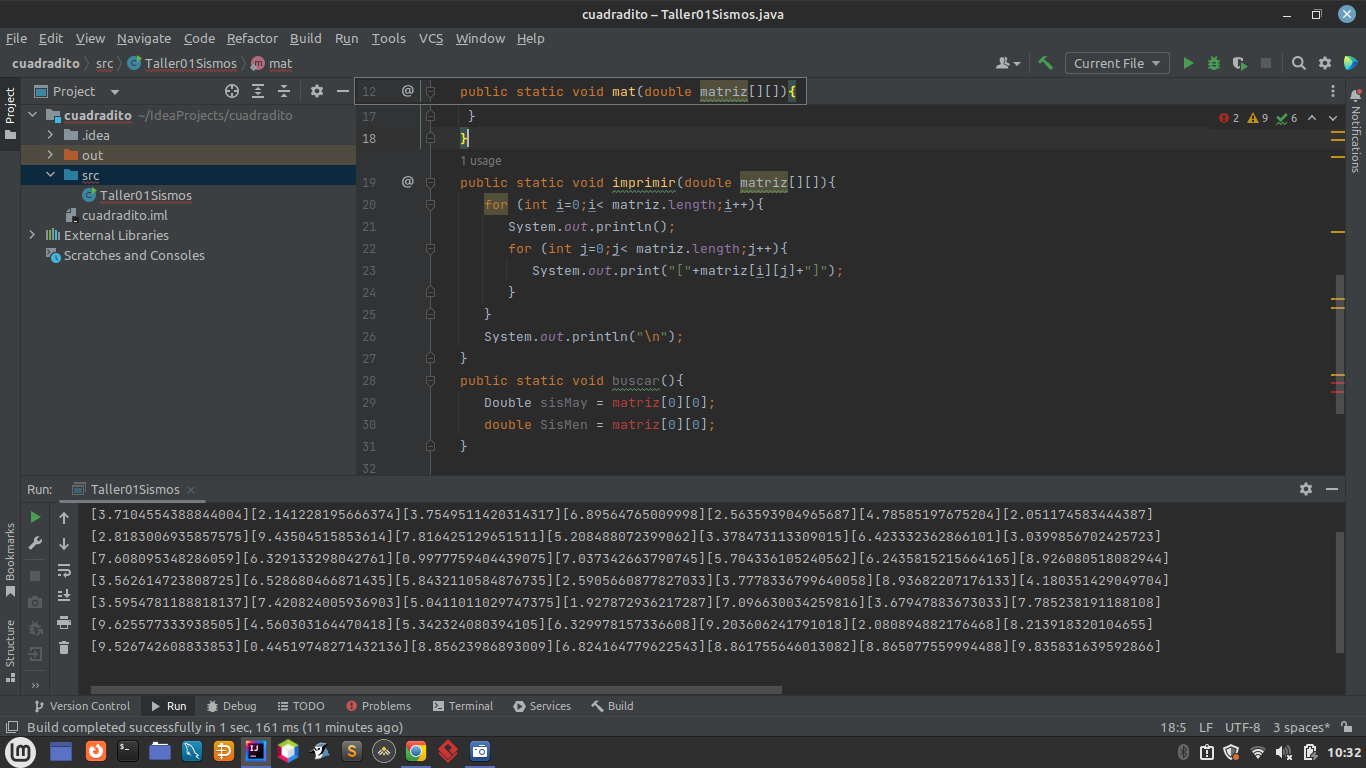 cuadradito – Taller01Sismos.java
File Edit View Navigate Code Refactor Build Run Tools VCS Window Help
cuadradito src Taller01Sismos mat Current File
Project
12 @ public static void mat(double matriz[][]){
cuadradito ~/IdeaProjects/cuadradito
17 }
2 9 6
.idea
18 }
out
1 usage
src
19 @ public static void imprimir(double matriz[][]){
Taller01Sismos
20 for (int i=0;i< matriz.length;i++){
cuadradito.iml
21 System.out.println();
External Libraries
22 for (int j=0;j< matriz.length;j++){
Scratches and Consoles
23 System.out.print("["+matriz[i][j]+"]");
24 }
25 }
26 System.out.println("\n");
27 }
28 public static void buscar(){
29 Double sisMay = matriz[0][0];
30 double SisMen = matriz[0][0];
31 }
32
Project
Notifications
Bookmarks
Structure
Run: Taller01Sismos
[3.7104554388844004][2.141228195666374][3.7549511420314317][6.89564765009998][2.563593904965687][4.78585197675204][2.051174583444387]
[2.8183006935857575][9.43504515853614][7.816425129651511][5.208488072399062][3.378473113309015][6.423332362866101][3.0399856702425723]
[7.608095348286059][6.329133298042761][0.9977759404439075][7.037342663790745][5.704336105240562][6.2435815215664165][8.926080518082944]
[3.562614723808725][6.528680466871435][5.8432110584876735][2.5905660877827033][3.7778336799640058][8.93682207176133][4.180351429049704]
[3.5954781188818137][7.420824005936903][5.0411011029747375][1.927872936217287][7.096630034259816][3.67947883673033][7.785238191188108]
[9.625577333938505][4.560303164470418][5.342324080394105][6.329978157336608][9.203606241791018][2.080894882176468][8.213918320104655]
[9.526742608833853][0.44519748271432136][8.85623986893009][6.824164779622543][8.861755646013082][8.865077559994488][9.835831639592866]
Version Control Run Debug TODO Problems Terminal Services Build
Build completed successfully in 1 sec, 161 ms (11 minutes ago) 18:5 LF UTF-8 3 spaces*
10:32